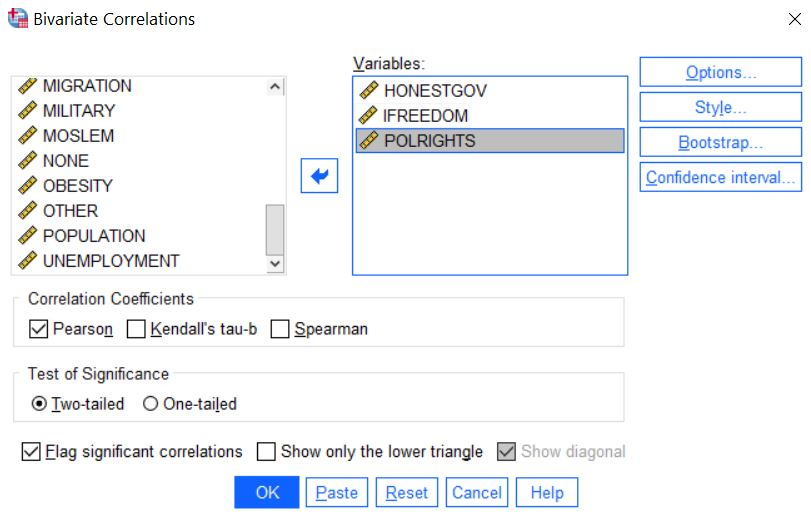 Bivariate Correlations
Variables:
MIGRATION
MILITARY
MOSLEM
NONE
OBESITY
OTHER
POPULATION
UNEMPLOYMENT
HONESTGOV
IFREEDOM
POLRIGHTS
Options...
Style...
Bootstrap...
Confidence interval...
Correlation Coefficients
Pearson Kendall's tau-b Spearman
Test of Significance
Two-tailed One-tailed
Flag significant correlations Show only the lower triangle Show diagonal
OK Paste Reset Cancel Help